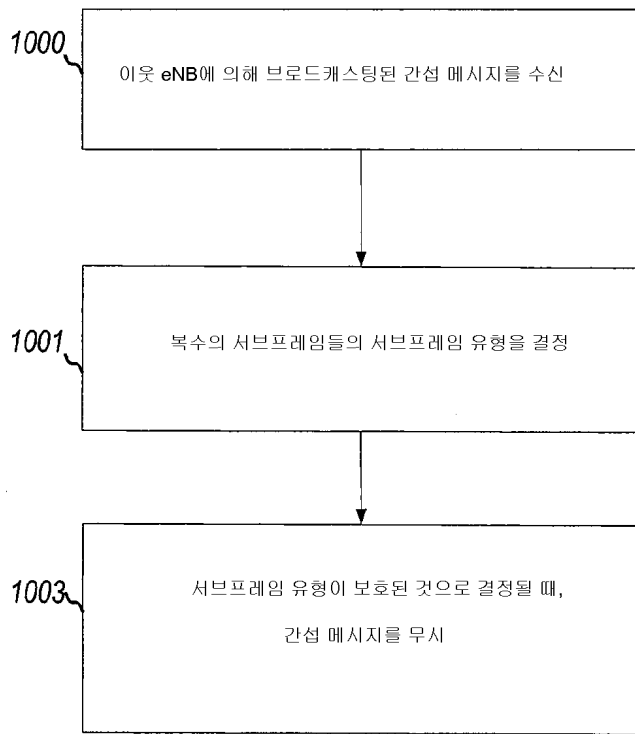 1000
이웃 eNB에 의해 브로드캐스팅된 간섭 메시지를 수신
1001
복수의 서브프레임들의 서브프레임 유형을 결정
1003
서브프레임 유형이 보호된 것으로 결정될 때,
간섭 메시지를 무시